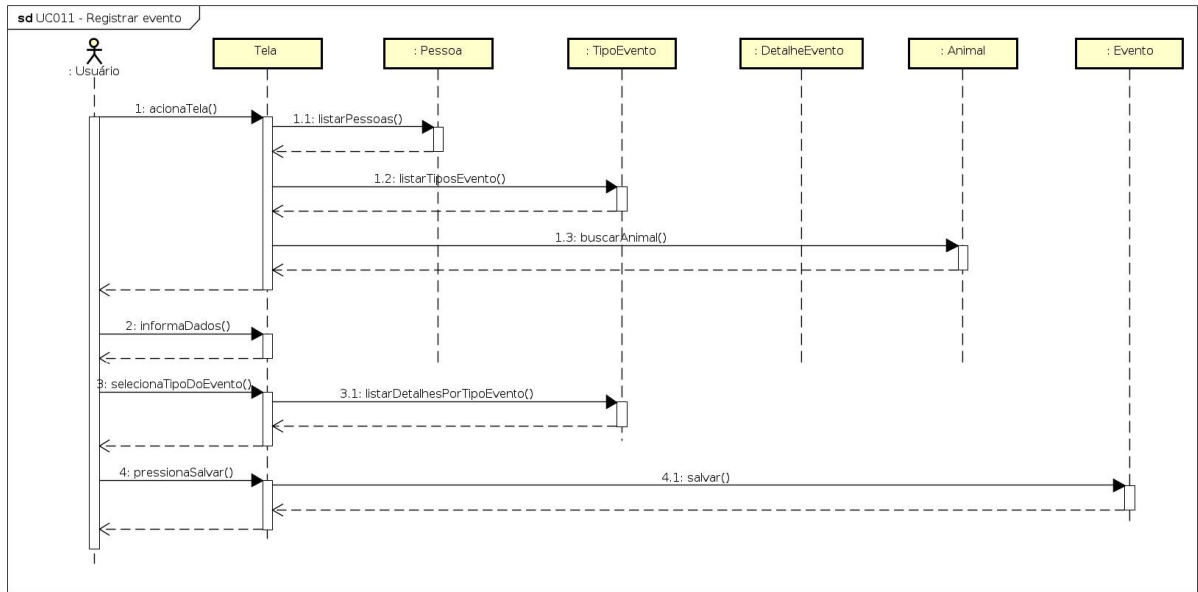 sd UC011 - Registrar evento
: Usuário
Tela
: Pessoa
: TipoEvento
: DetalheEvento
: Animal
: Evento
1: acionaTela()
1.1: listarPessoas()
1.2: listarTiposEvento()
1.3: buscarAnimal()
2: informaDados()
3: selecionaTipoDoEvento()
3.1: listarDetalhesPorTipoEvento()
4: pressionaSalvar()
4.1: salvar()